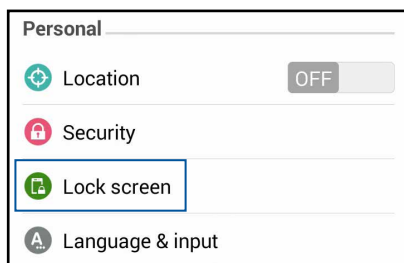 Personal
Location OFF
Security
Lock screen
Language & input